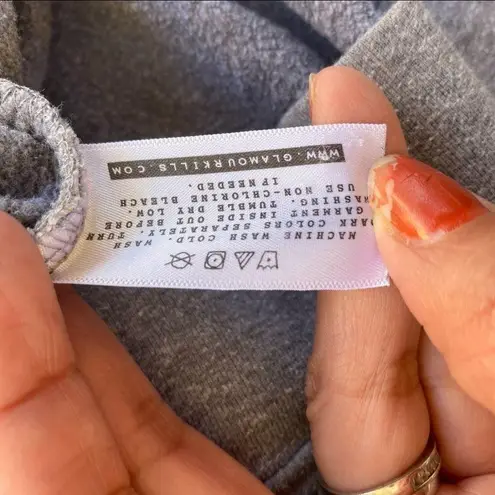 MACHINE WASH COLD. WASH
DARK COLORS SEPARATELY. TURN
GARMENT INSIDE OUT BEFORE
WASHING. TUMBLE DRY LOW.
USE NON-CHLORINE BLEACH
IF NEEDED.
WWW.GLAMOURKILLS.COM